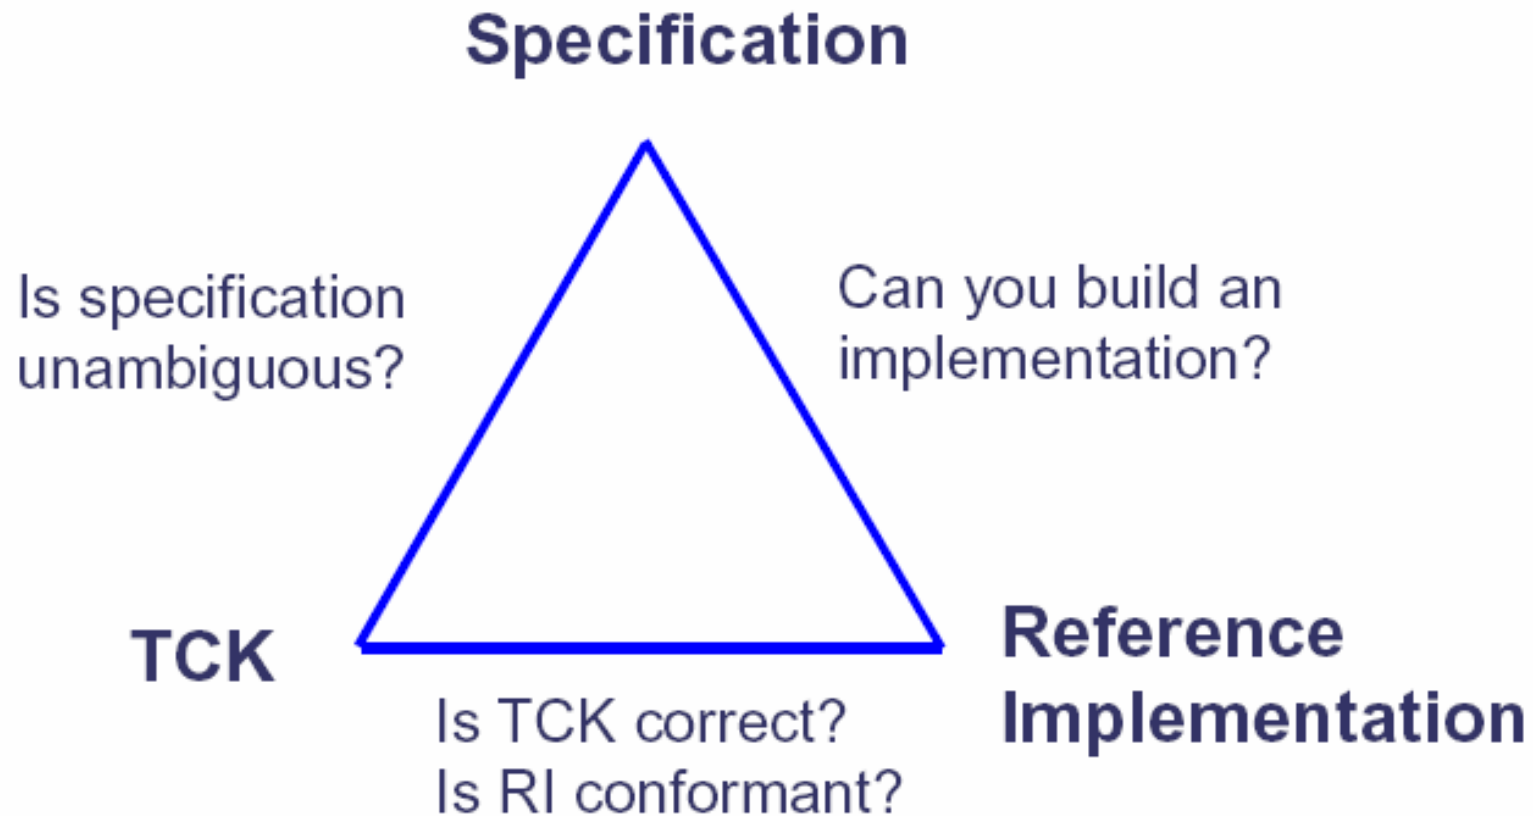 Specification
Is specification
unambiguous?
Can you build an
implementation?
TCK
Reference
Implementation
Is TCK correct?
Is RI conformant?